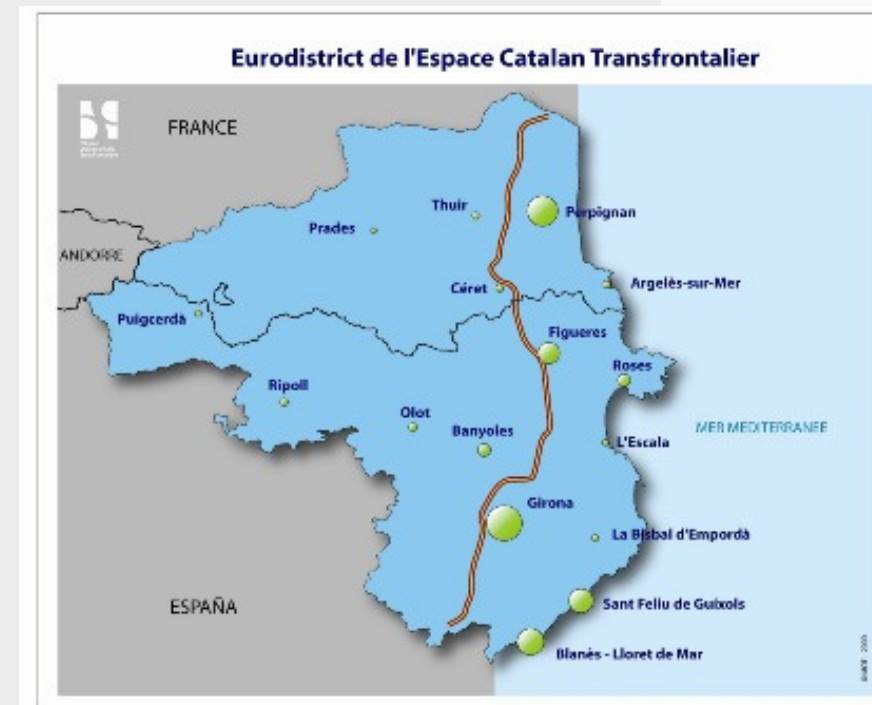 Eurodistrict de l'Espace Catalan Transfrontalier
FRANCE
Thuir
Perpignan
Prades
ANDORRE
Céret
Argelès-sur-Mer
Puigcerdà
Figueres
Roses
Ripoll
Olot
Banyoles
MER MEDITERRANEE
L'Escala
Girona
La Bisbal d'Empordà
ESPAÑA
Sant Feliu de Guixols
Blanès - Lloret de Mar